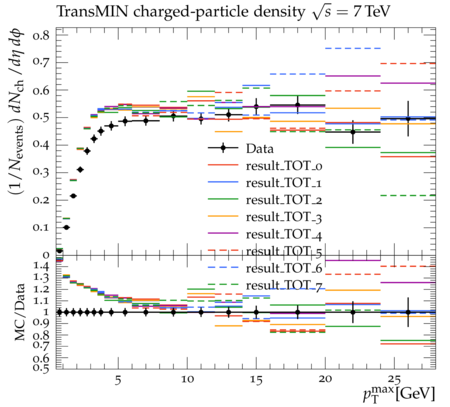 TransMIN charged-particle density √s = 7 TeV
(1/N_events) dN_ch/dη dϕ
0.8
0.7
0.6
0.5
0.4
0.3
0.2
0.1
0
Data
result_TOT_0
result_TOT_1
result_TOT_2
result_TOT_3
result_TOT_4
result_TOT_5
result_TOT_6
result_TOT_7
MC/Data
1.4
1.3
1.2
1.1
1
0.9
0.8
0.7
0.6
0.5
5
10
15
20
25
p_T^max[GeV]